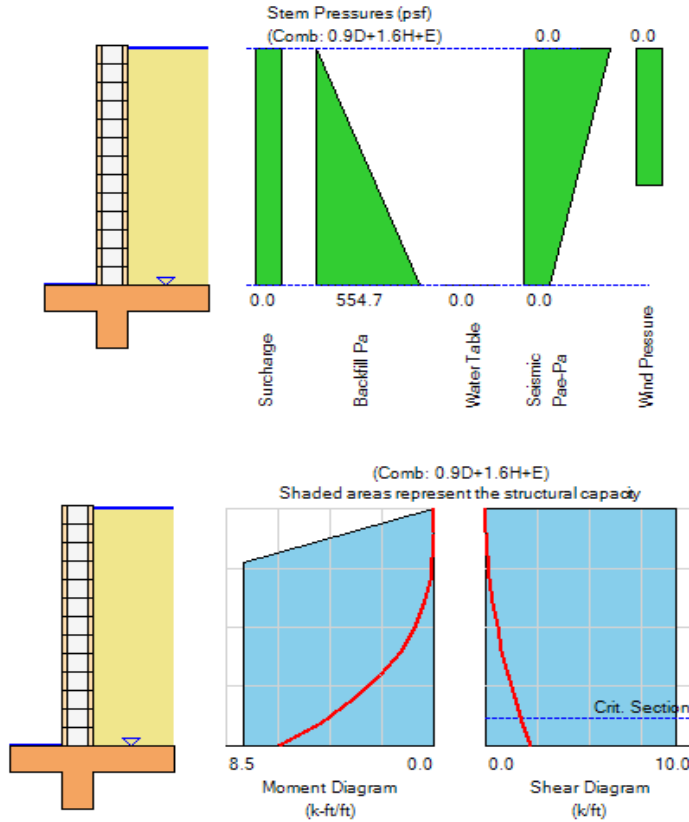 Stem Pressures (psf)
(Comb: 0.9D+1.6H+E)
0.0
0.0
0.0
554.7
0.0
0.0
Surcharge
Backfill Pa
Water Table
Seismic
Pae-Pa
Wind Pressure
(Comb: 0.9D+1.6H+E)
Shaded areas represent the structural capacity
Crit. Section
8.5
0.0
0.0
10.0
Moment Diagram
(k-ft/ft)
Shear Diagram
(k/ft)